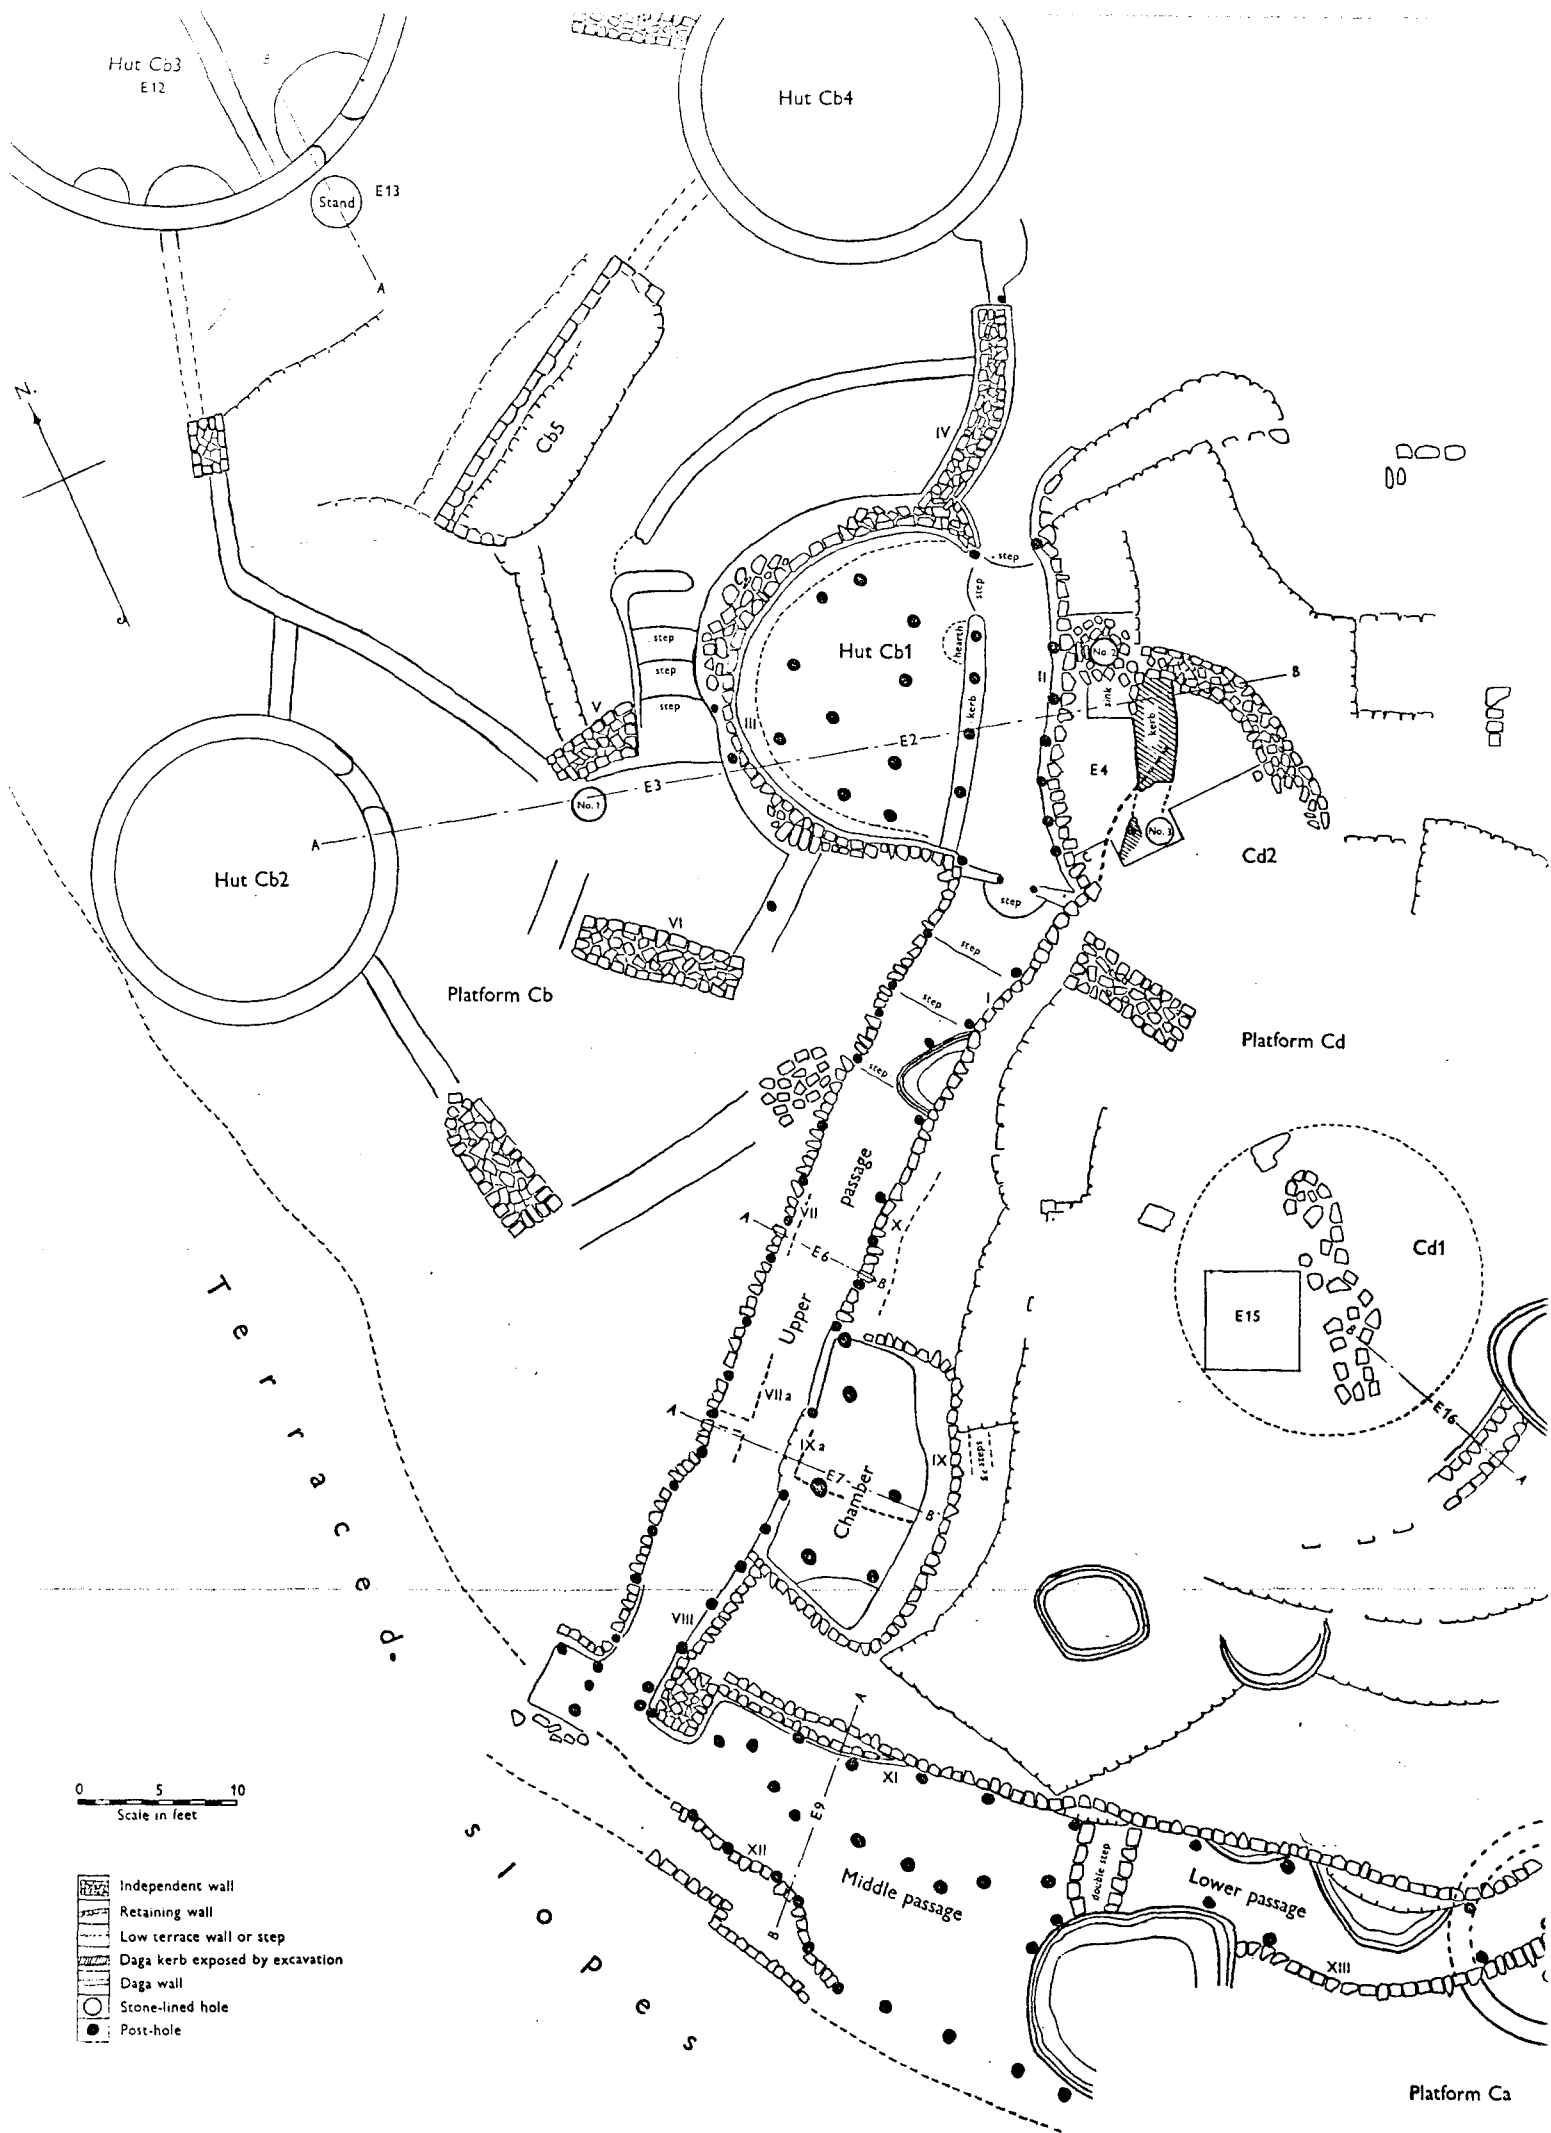 Hut Cb3
E12
B
Hut Cb4
Stand
E13
A
N
Cb5
IV
step
step
Hut Cb1
hearth
step
step
step
No. 2
II
sink
kerb
B
V
III
kerb
E2
E4
E3
No. 1
A
No. 3
C
Cd2
Hut Cb2
step
VI
step
Platform Cb
step
I
Platform Cd
step
passage
VII
A
X
E6
B
Cd1
Upper
E15
B
VIIa
E16
A
IXa
IX
5 steps
A
E7
B
Chamber
VIII
Terraced-
slopes
A
XI
E9
0 5 10
Scale in feet
XII
Middle passage
double step
Lower passage
B
XIII
Independent wall
Retaining wall
Low terrace wall or step
Daga kerb exposed by excavation
Daga wall
Stone-lined hole
Post-hole
Platform Ca